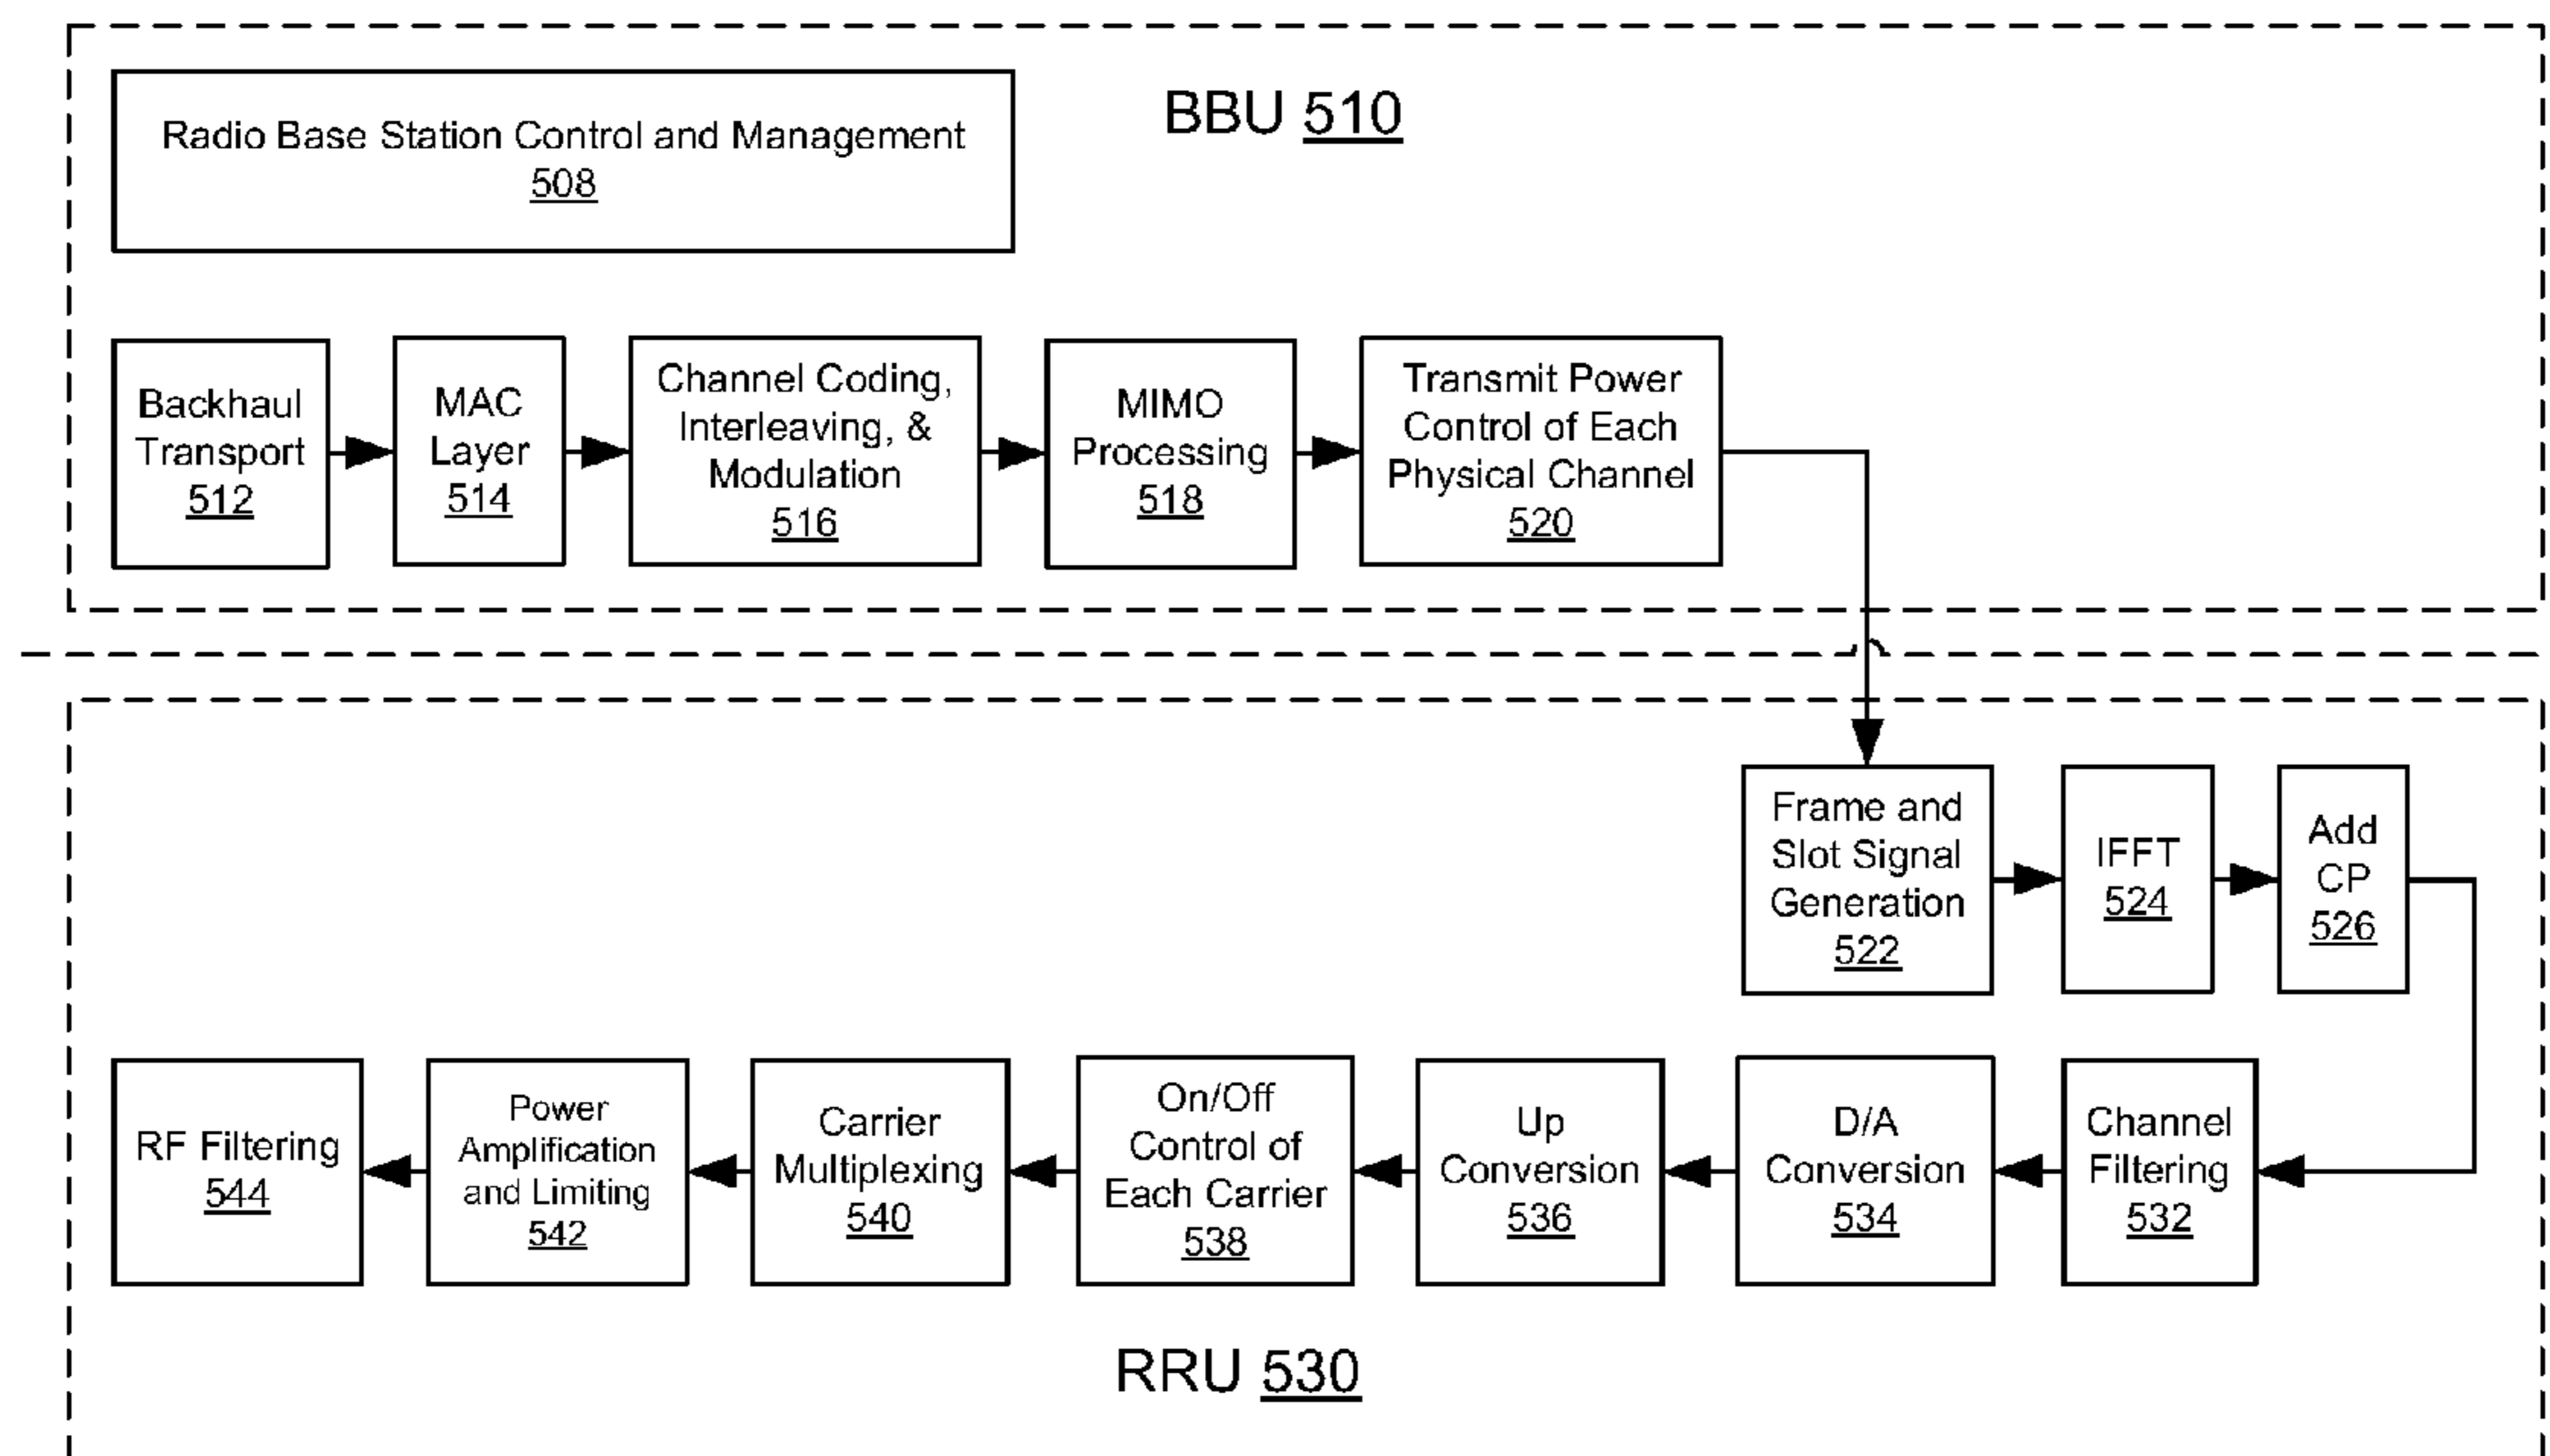 BBU 510
Radio Base Station Control and Management
508
Backhaul
Transport
512
MAC
Layer
514
Channel Coding,
Interleaving, &
Modulation
516
MIMO
Processing
518
Transmit Power
Control of Each
Physical Channel
520
Frame and
Slot Signal
Generation
522
IFFT
524
Add
CP
526
RF Filtering
544
Power
Amplification
and Limiting
542
Carrier
Multiplexing
540
On/Off
Control of
Each Carrier
538
Up
Conversion
536
D/A
Conversion
534
Channel
Filtering
532
RRU 530